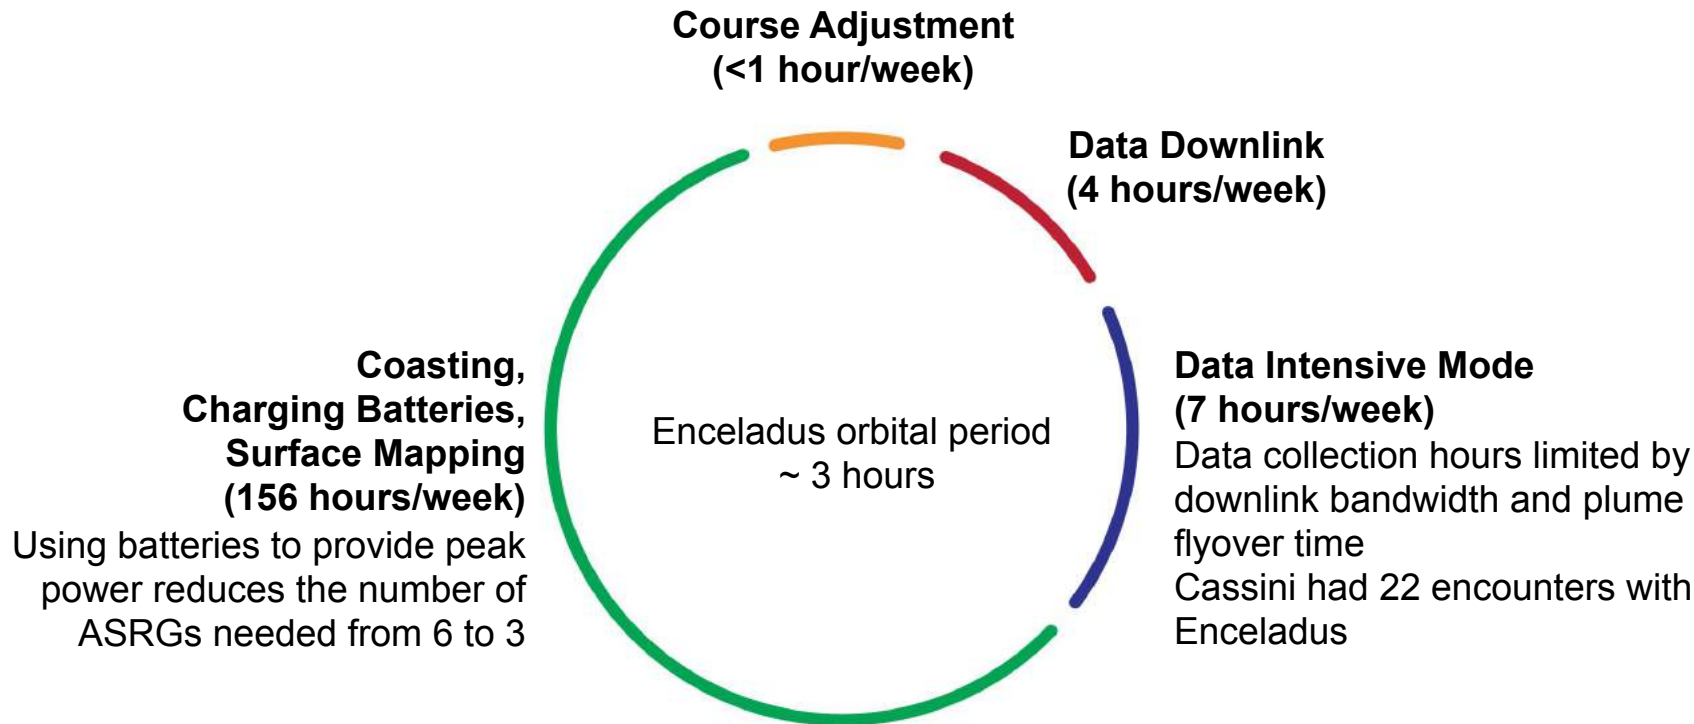 Course Adjustment
(<1 hour/week)
Data Downlink
(4 hours/week)
Data Intensive Mode
(7 hours/week)
Data collection hours limited by
downlink bandwidth and plume
flyover time
Cassini had 22 encounters with
Enceladus
Enceladus orbital period
~ 3 hours
Coasting,
Charging Batteries,
Surface Mapping
(156 hours/week)
Using batteries to provide peak
power reduces the number of
ASRGs needed from 6 to 3